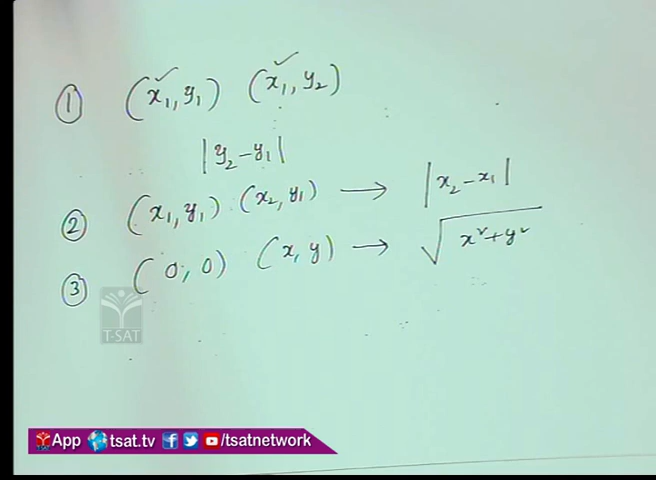 ① (x₁, y₁) (x₁, y₂)
|y₂ − y₁|
② (x₁, y₁) (x₂, y₁) → |x₂ − x₁|
③ (0, 0) (x, y) → √(x² + y²)
T-SAT
App tsat.tv /tsatnetwork